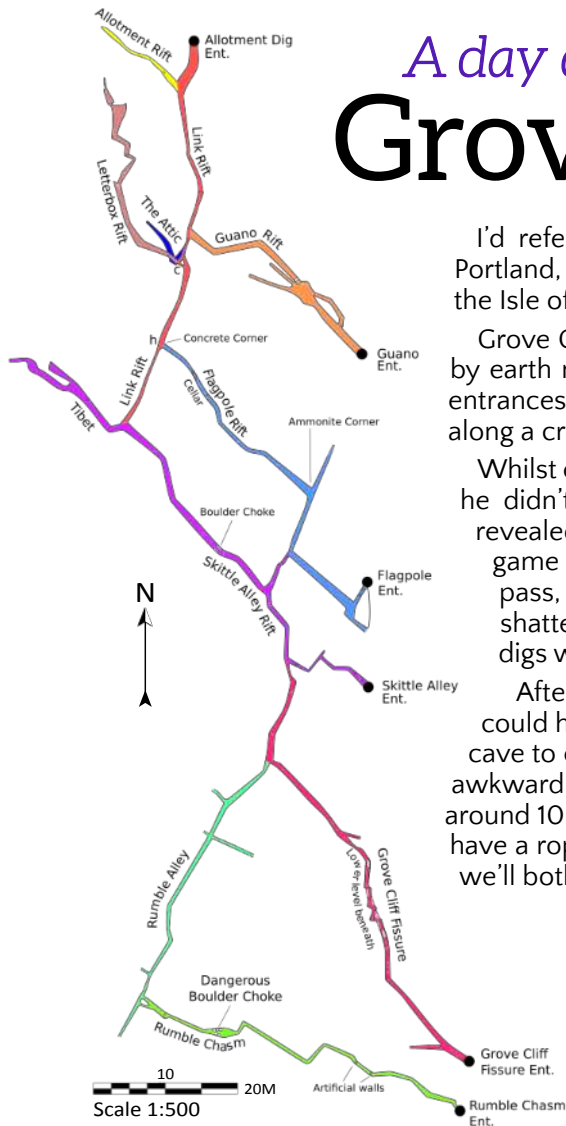 A day
Grov
I'd refe
Portland,
the Isle of
Grove C
by earth r
entrances
along a cr
Whilst
he didn't
revealed
game
pass,
shatte
digs w
Afte
could h
cave to
awkward
around 10
have a rop
we'll both
Allotment Rift
Allotment Dig
Ent.
Link Rift
Letterbox Rift
The Attic
C
Guano Rift
Guano
Ent.
h
Concrete Corner
Link Rift
Flagpole Rift
Cellar
Tibet
Ammonite Corner
Boulder Choke
Skittle Alley Rift
Flagpole
Ent.
N
Skittle Alley
Ent.
Rumble Alley
Grove Cliff Fissure
Lower level beneath
Dangerous
Boulder Choke
Rumble Chasm
Artificial walls
Grove Cliff
Fissure Ent.
Rumble Chasm
Ent.
10
20M
Scale 1:500